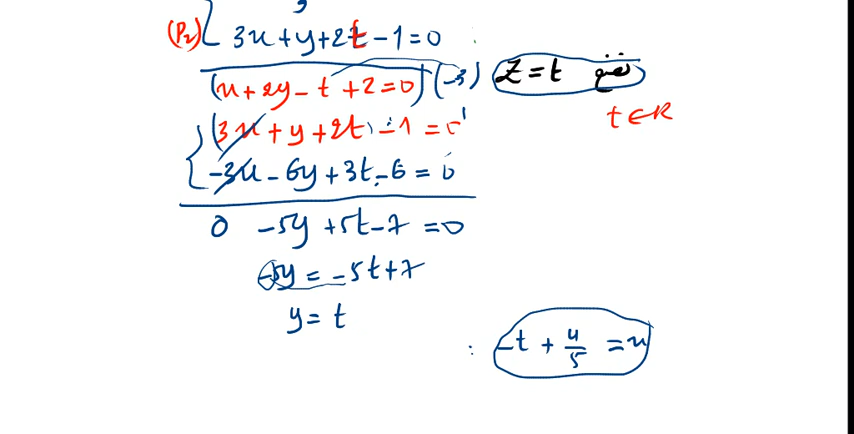 (P₂) { 3x+y+2t-1=0
(x+2y-t+2=0)(-3)
Z=t نضع
t∈R
{ (3x+y+2t)-1=0
-3x-6y+3t-6=0
0 -5y+5t-7=0
-5y=-5t+7
y=t
-t+4/5=x